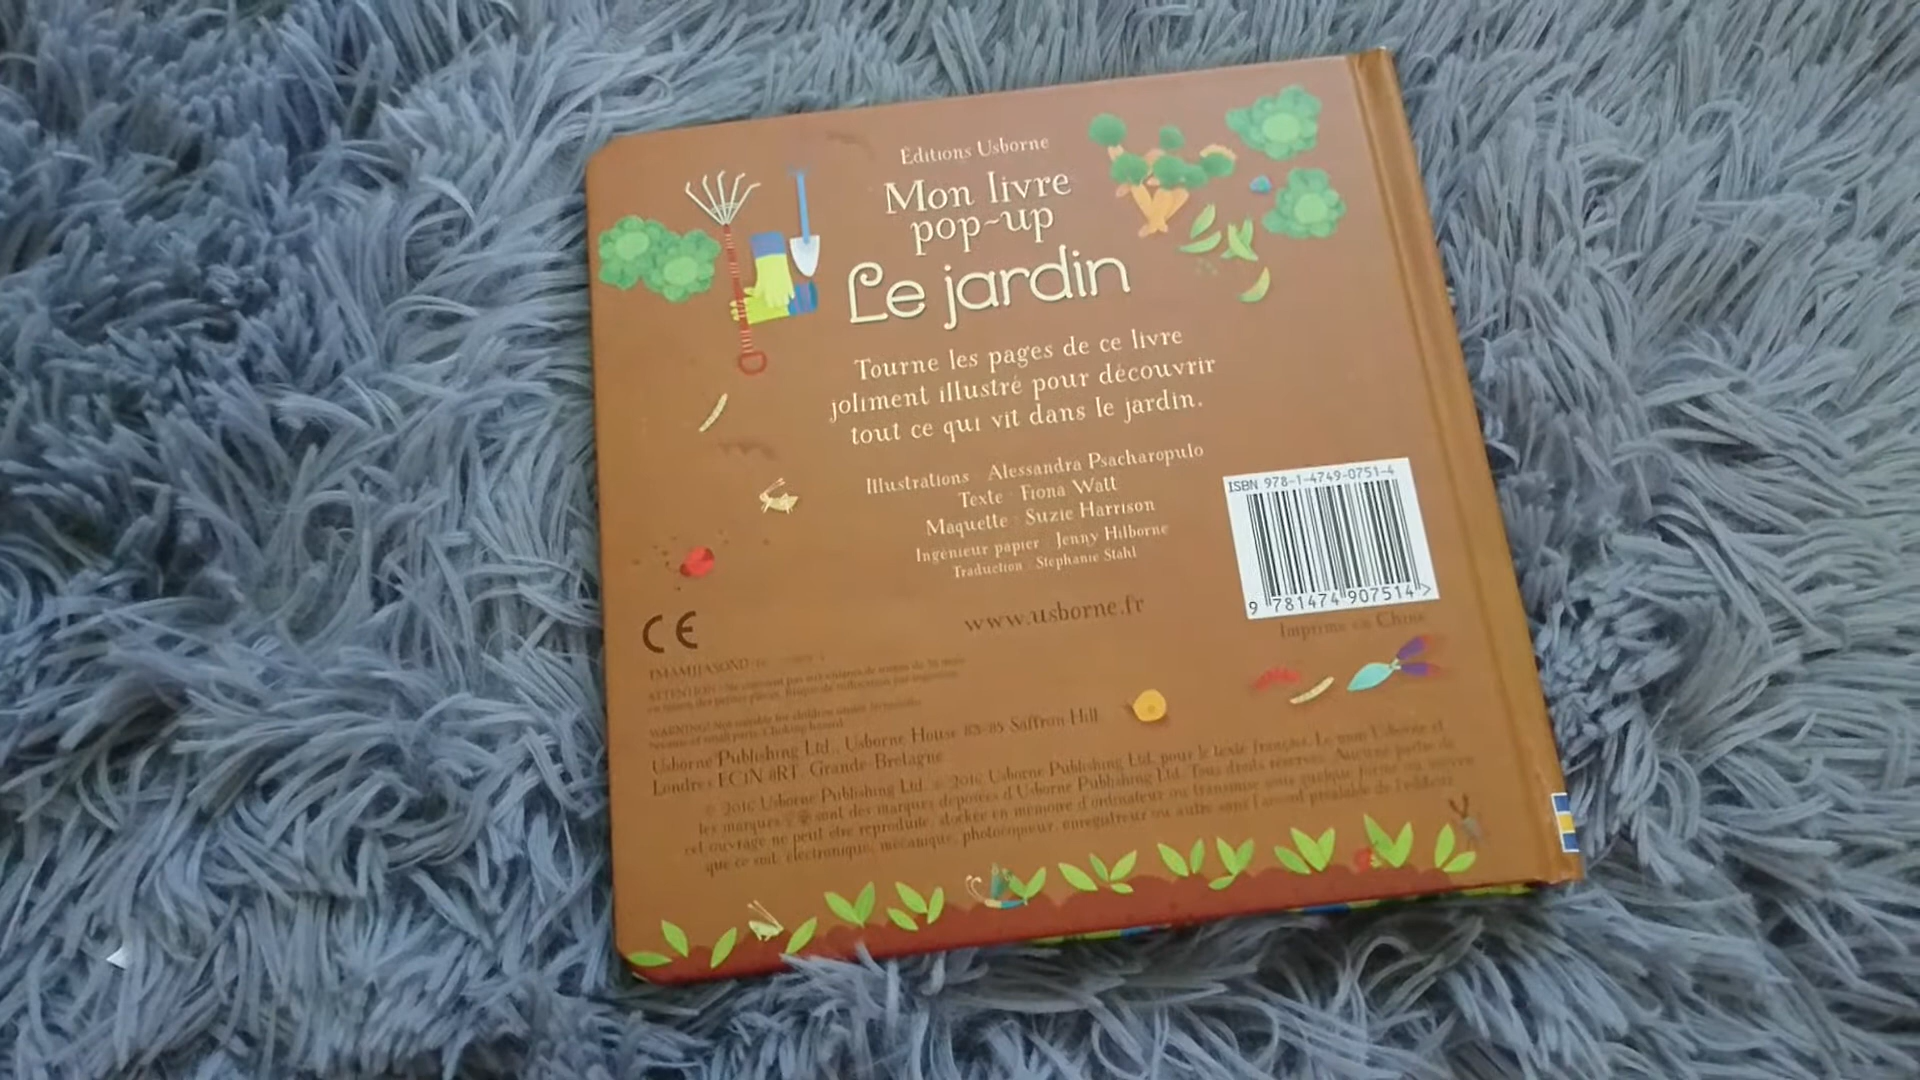 Éditions Usborne
Mon livre
pop-up
Le jardin
Tourne les pages de ce livre
joliment illustré pour découvrir
tout ce qui vit dans le jardin.
Illustrations Alessandra Psacharopulo
Texte Fiona Watt
Maquette Suzie Harrison
Ingénieur papier Jenny Hilborne
Traduction Stephanie Stahl
www.usborne.fr
ISBN 978-1-4749-0751-4
9 781474 907514 >
Imprimé en Chine
CE
Usborne Publishing Ltd., Usborne House 83-85 Saffron Hill
Londres EC1N 8RT, Grande-Bretagne
© 2016 Usborne Publishing Ltd. © 2016 Usborne Publishing Ltd. pour le texte français. Le nom Usborne et
les marques sont des marques déposées d'Usborne Publishing Ltd. Tous droits réservés. Aucune partie de
cet ouvrage ne peut être reproduite, stockée en mémoire d'ordinateur ou transmise sous quelque forme ou moyen
que ce soit, électronique, mécanique, photocopieur, enregistreur ou autre sans l'accord préalable de l'éditeur